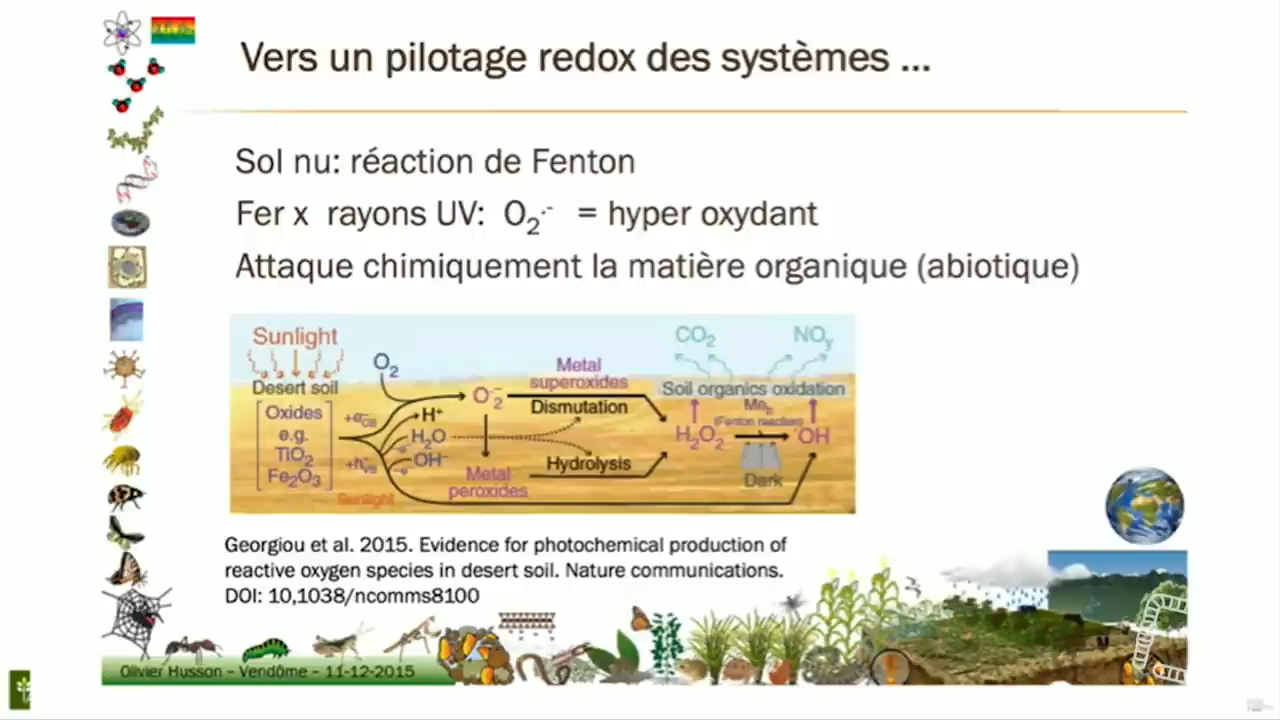 Vers un pilotage redox des systèmes ...
Sol nu: réaction de Fenton
Fer x rayons UV: O₂·⁻ = hyper oxydant
Attaque chimiquement la matière organique (abiotique)
Sunlight
Desert soil
Oxides
e.g.
TiO₂
Fe₂O₃
O₂
+e⁻CB
+h⁺VB
Sunlight
H⁺
H₂O
OH⁻
O₂·⁻
Metal
superoxides
Dismutation
Hydrolysis
Metal
peroxides
CO₂
NOy
Soil organics oxidation
H₂O₂
(Fenton reaction)
·OH
Dark
Georgiou et al. 2015. Evidence for photochemical production of
reactive oxygen species in desert soil. Nature communications.
DOI: 10,1038/ncomms8100
Olivier Husson – Vendôme – 11-12-2015